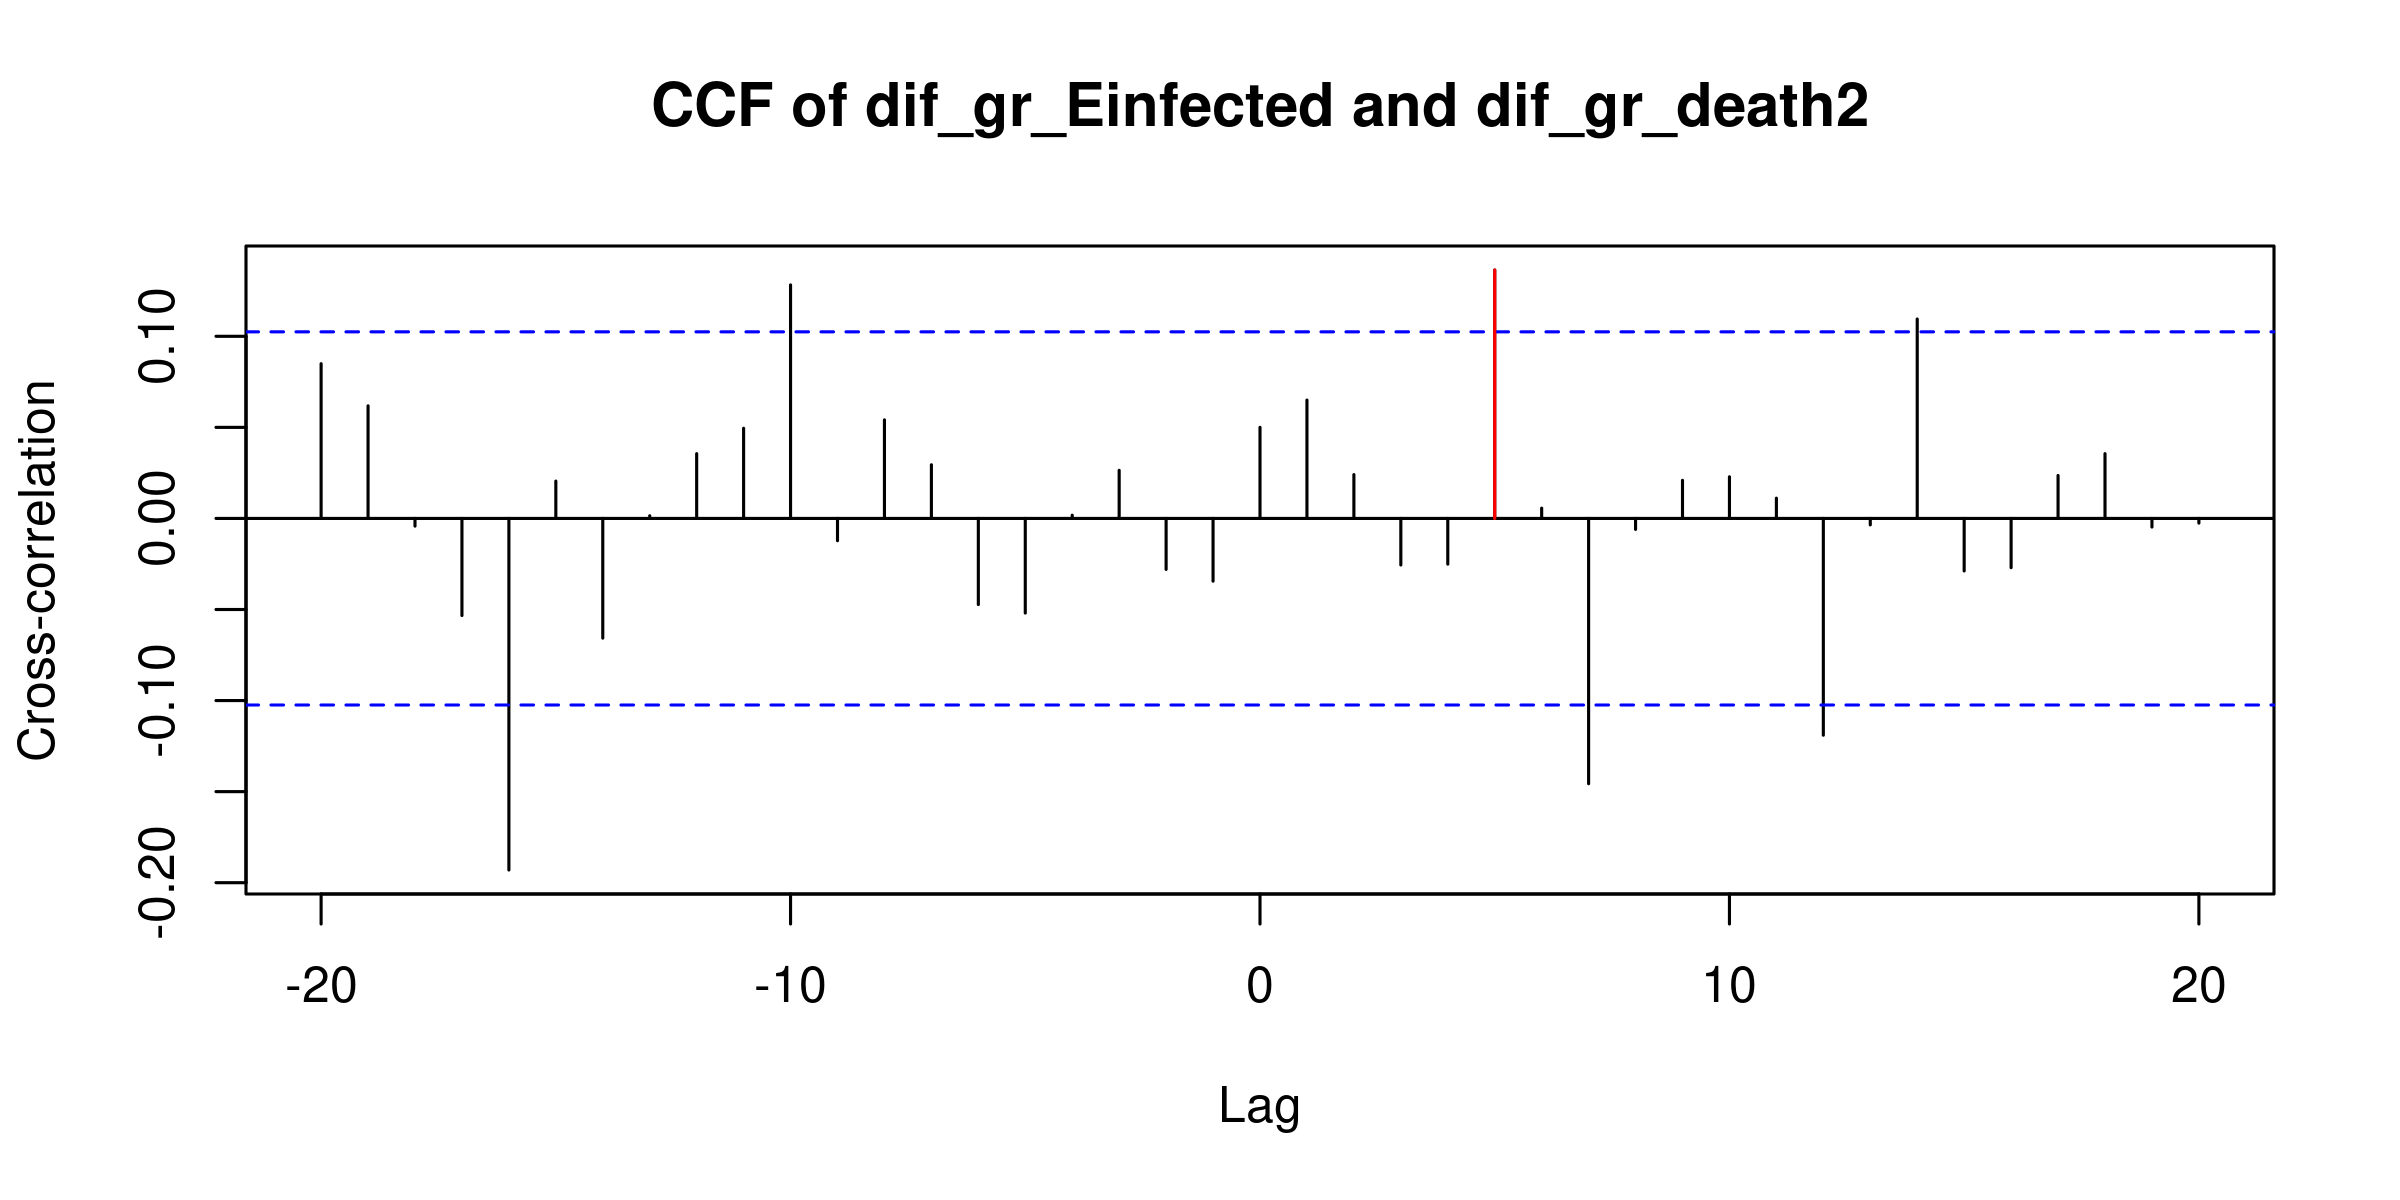 CCF of dif_gr_Einfected and dif_gr_death2
Cross-correlation
0.10
0.00
-0.10
-0.20
-20 -10 0 10 20
Lag